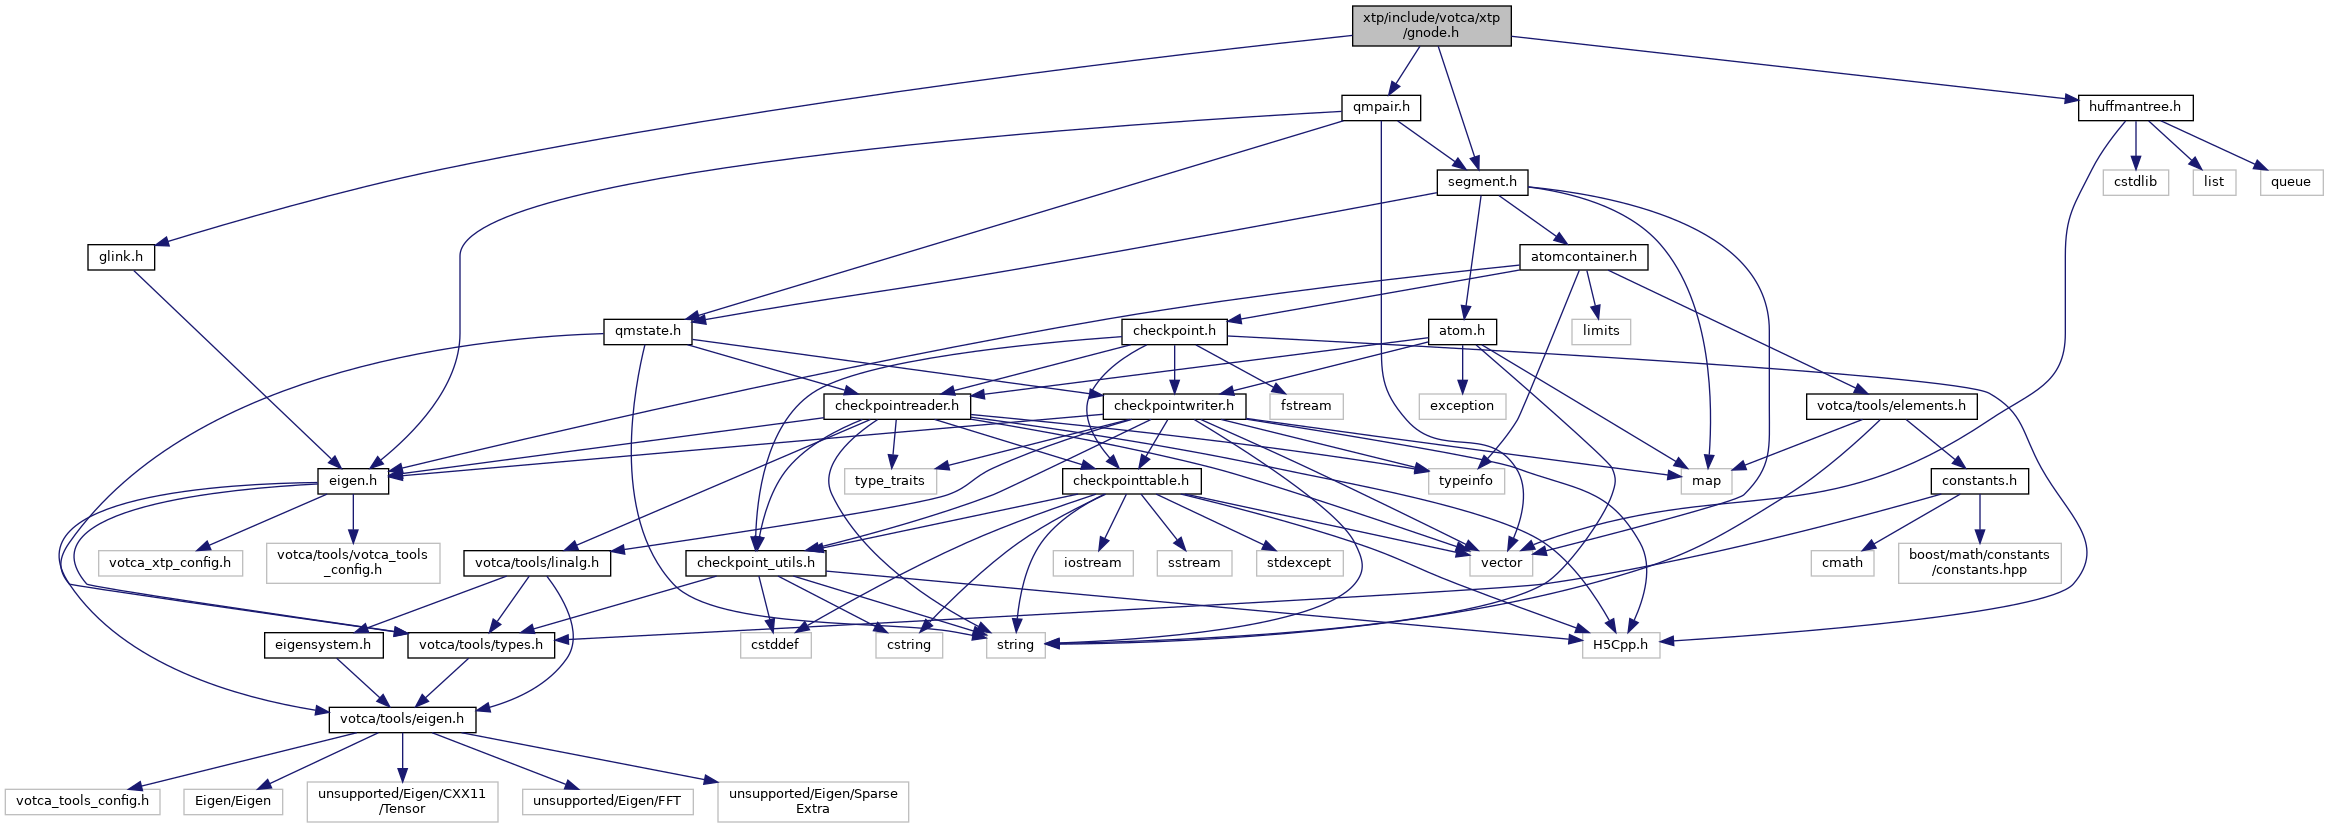 xtp/include/votca/xtp
/gnode.h
qmpair.h
huffmantree.h
segment.h
cstdlib
list
queue
glink.h
atomcontainer.h
qmstate.h
checkpoint.h
atom.h
limits
checkpointreader.h
checkpointwriter.h
fstream
exception
votca/tools/elements.h
eigen.h
type_traits
checkpointtable.h
typeinfo
map
constants.h
votca_xtp_config.h
votca/tools/votca_tools
_config.h
votca/tools/linalg.h
checkpoint_utils.h
iostream
sstream
stdexcept
vector
cmath
boost/math/constants
/constants.hpp
eigensystem.h
votca/tools/types.h
cstddef
cstring
string
H5Cpp.h
votca/tools/eigen.h
votca_tools_config.h
Eigen/Eigen
unsupported/Eigen/CXX11
/Tensor
unsupported/Eigen/FFT
unsupported/Eigen/Sparse
Extra